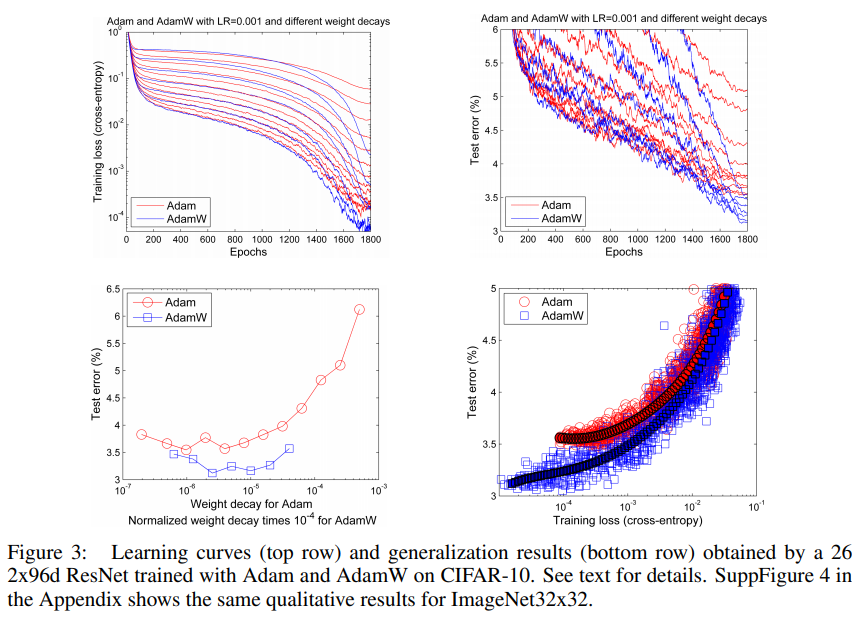 Adam and AdamW with LR=0.001 and different weight decays
Training loss (cross-entropy)
10^0
10^-1
10^-2
10^-3
10^-4
Adam
AdamW
0 200 400 600 800 1000 1200 1400 1600 1800
Epochs
Adam and AdamW with LR=0.001 and different weight decays
Test error (%)
6
5.5
5
4.5
4
3.5
3
Adam
AdamW
200 400 600 800 1000 1200 1400 1600 1800
Epochs
Test error (%)
6.5
6
5.5
5
4.5
4
3.5
3
Adam
AdamW
10^-7 10^-6 10^-5 10^-4 10^-3
Weight decay for Adam
Normalized weight decay times 10^-4 for AdamW
Test error (%)
5
4.5
4
3.5
3
Adam
AdamW
10^-4 10^-3 10^-2 10^-1
Training loss (cross-entropy)
Figure 3: Learning curves (top row) and generalization results (bottom row) obtained by a 26
2x96d ResNet trained with Adam and AdamW on CIFAR-10. See text for details. SuppFigure 4 in
the Appendix shows the same qualitative results for ImageNet32x32.